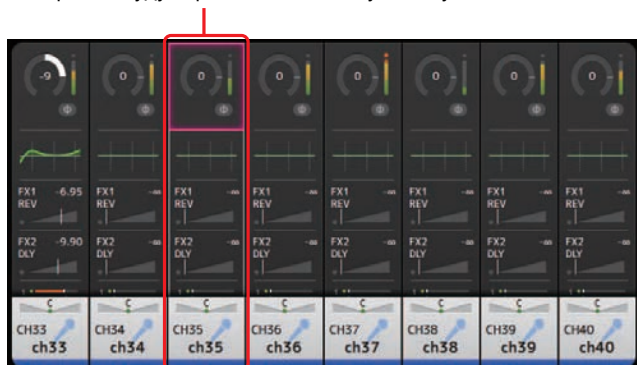 -9 0 0 0 0 0 0 0
FX1 -6.95 FX1 -∞ FX1 -∞ FX1 -∞ FX1 -∞ FX1 -∞ FX1 -∞ FX1 -∞
REV REV REV REV REV REV REV REV
FX2 -9.90 FX2 -∞ FX2 -∞ FX2 -∞ FX2 -∞ FX2 -∞ FX2 -∞ FX2 -∞
DLY DLY DLY DLY DLY DLY DLY DLY
C C C C C C C C
CH33 CH34 CH35 CH36 CH37 CH38 CH39 CH40
ch33 ch34 ch35 ch36 ch37 ch38 ch39 ch40